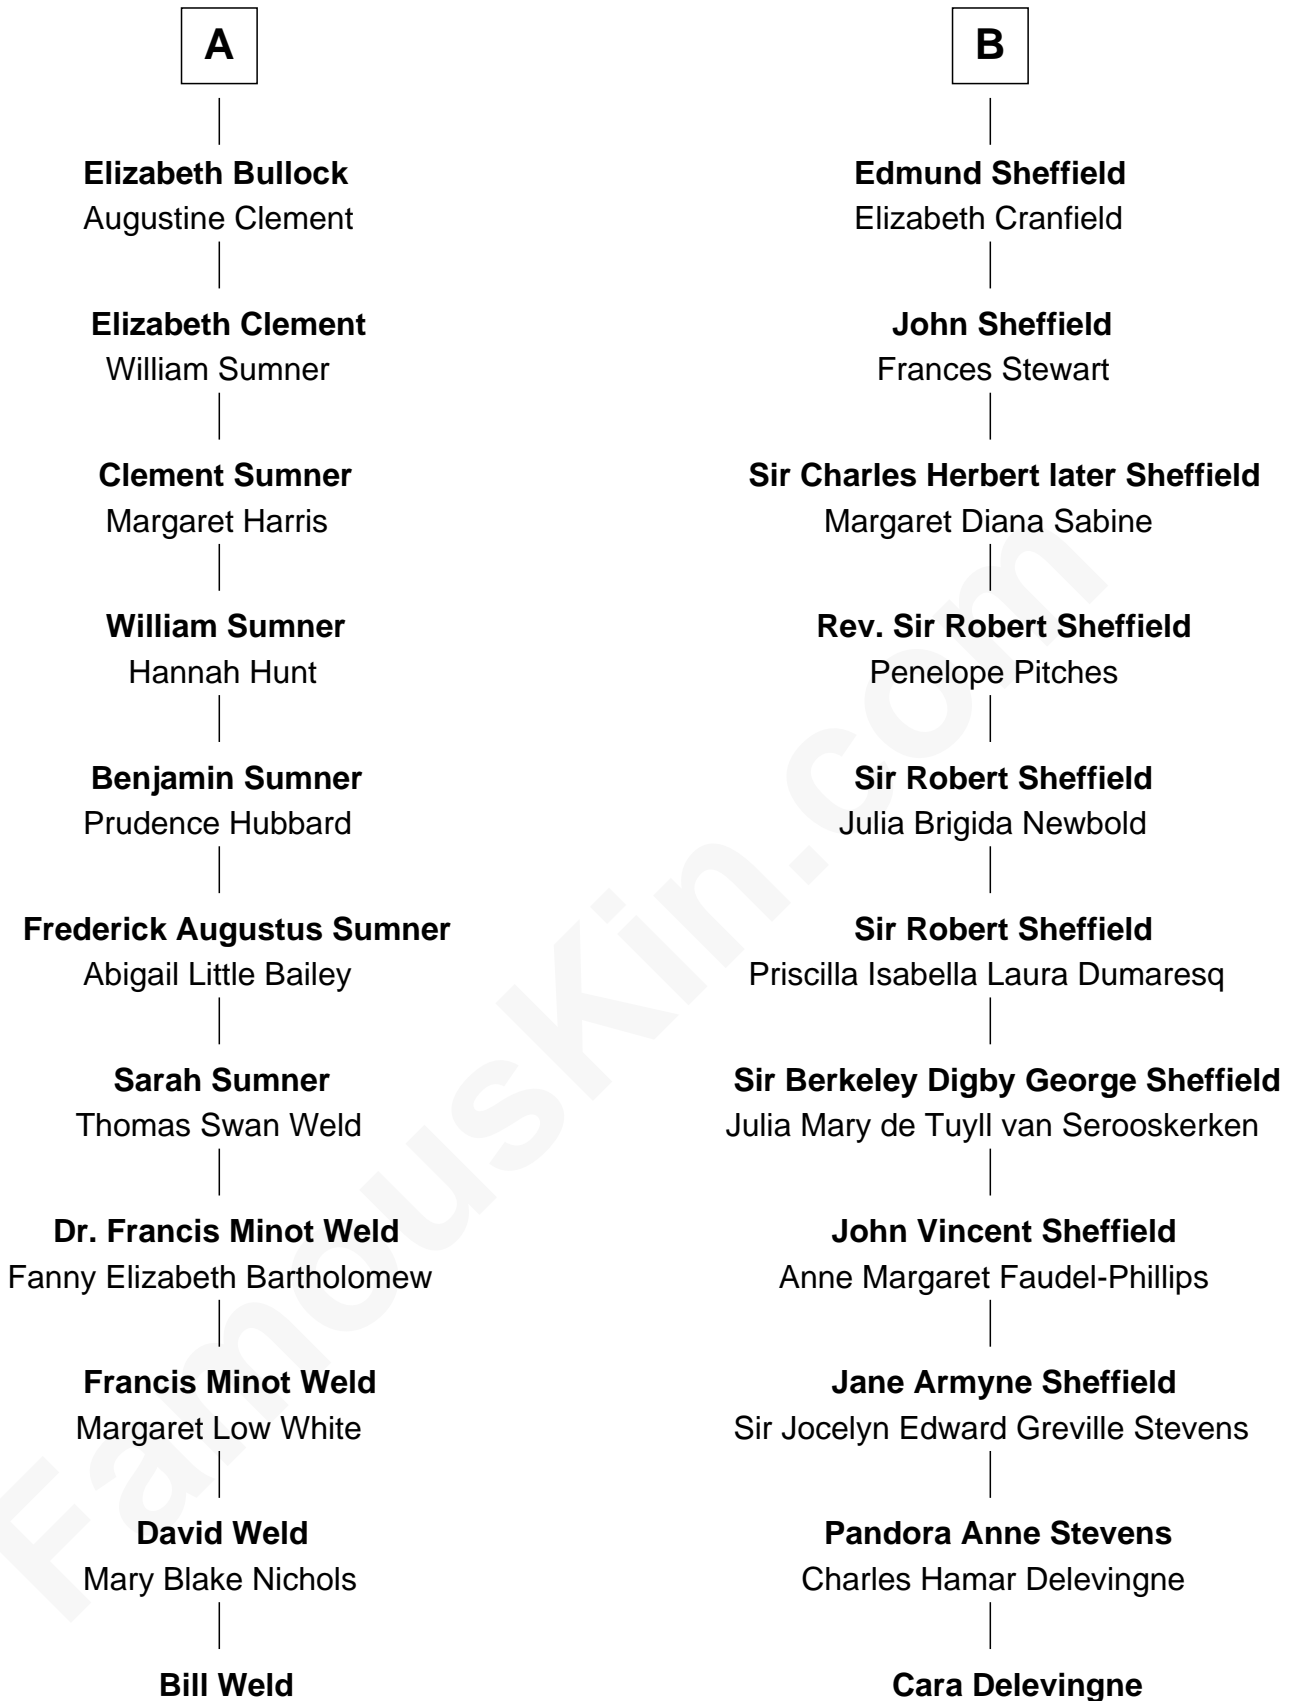 A
Elizabeth Bullock
Augustine Clement
Elizabeth Clement
William Sumner
Clement Sumner
Margaret Harris
William Sumner
Hannah Hunt
Benjamin Sumner
Prudence Hubbard
Frederick Augustus Sumner
Abigail Little Bailey
Sarah Sumner
Thomas Swan Weld
Dr. Francis Minot Weld
Fanny Elizabeth Bartholomew
Francis Minot Weld
Margaret Low White
David Weld
Mary Blake Nichols
Bill Weld
B
Edmund Sheffield
Elizabeth Cranfield
John Sheffield
Frances Stewart
Sir Charles Herbert later Sheffield
Margaret Diana Sabine
Rev. Sir Robert Sheffield
Penelope Pitches
Sir Robert Sheffield
Julia Brigida Newbold
Sir Robert Sheffield
Priscilla Isabella Laura Dumaresq
Sir Berkeley Digby George Sheffield
Julia Mary de Tuyll van Serooskerken
John Vincent Sheffield
Anne Margaret Faudel-Phillips
Jane Armyne Sheffield
Sir Jocelyn Edward Greville Stevens
Pandora Anne Stevens
Charles Hamar Delevingne
Cara Delevingne
FamousKin.com